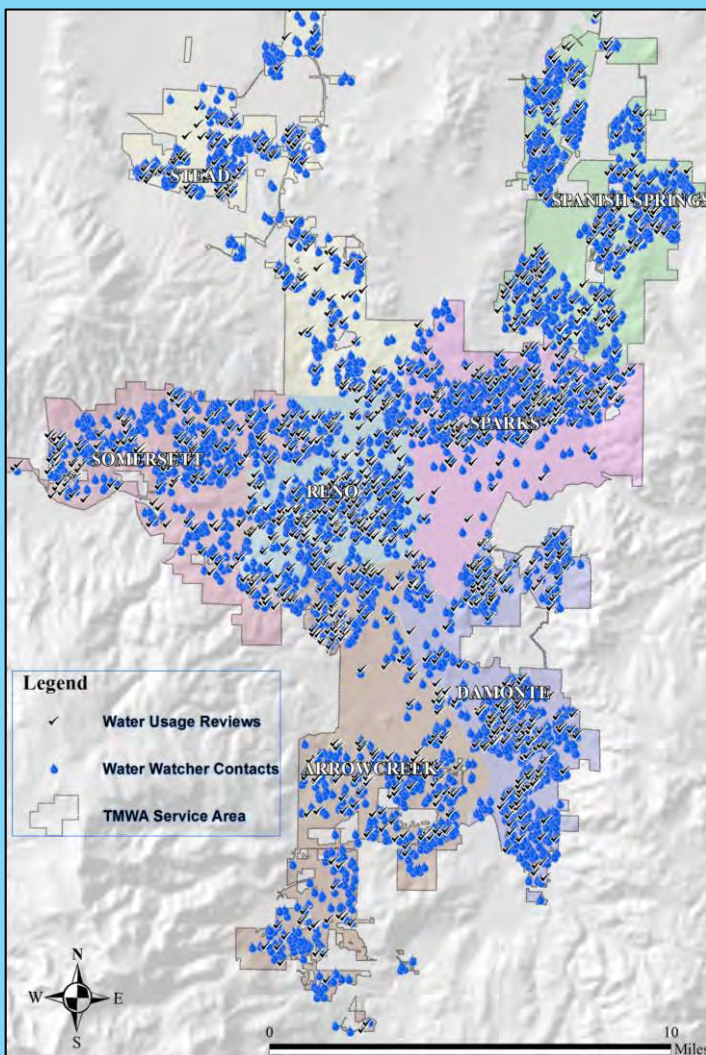 STEAD
SPANISH SPRINGS
SPARKS
SOMERSETT
RENO
DAMONTE
ARROWCREEK
Legend
Water Usage Reviews
Water Watcher Contacts
TMWA Service Area
N
W E
S
0 10
Miles